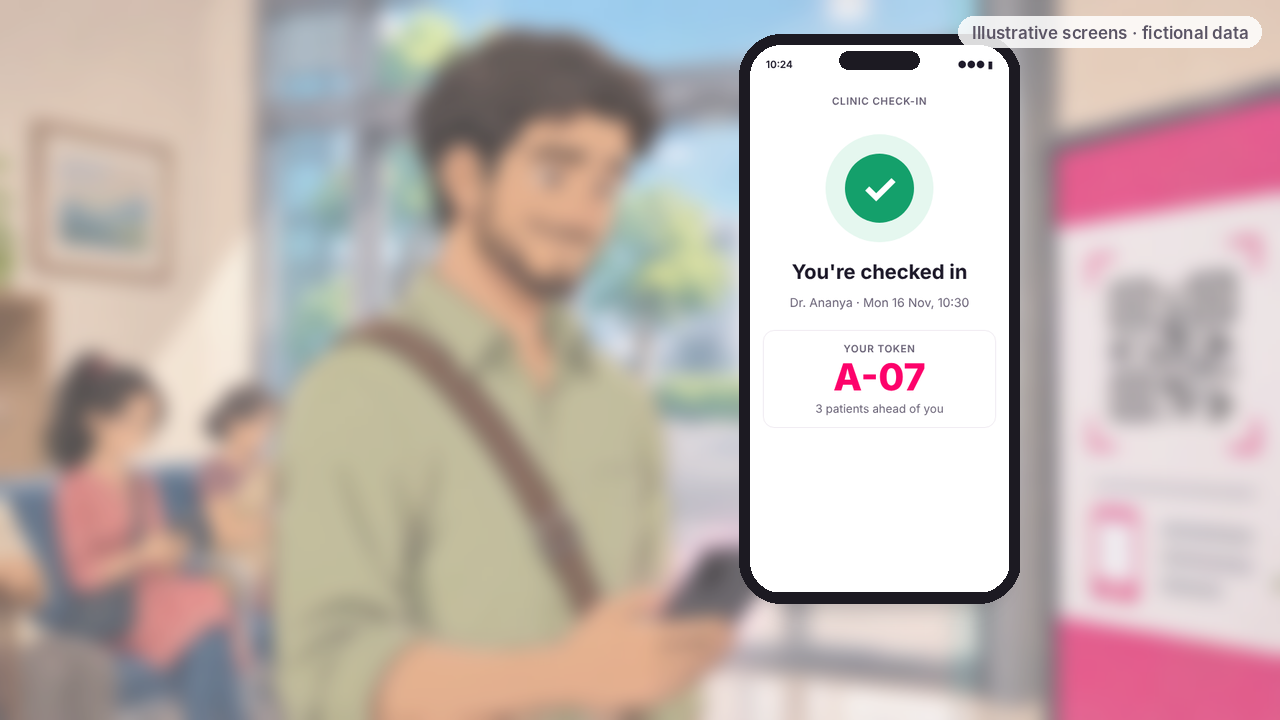 Illustrative screens · fictional data
10:24
CLINIC CHECK-IN
You're checked in
Dr. Ananya · Mon 16 Nov, 10:30
YOUR TOKEN
A-07
3 patients ahead of you